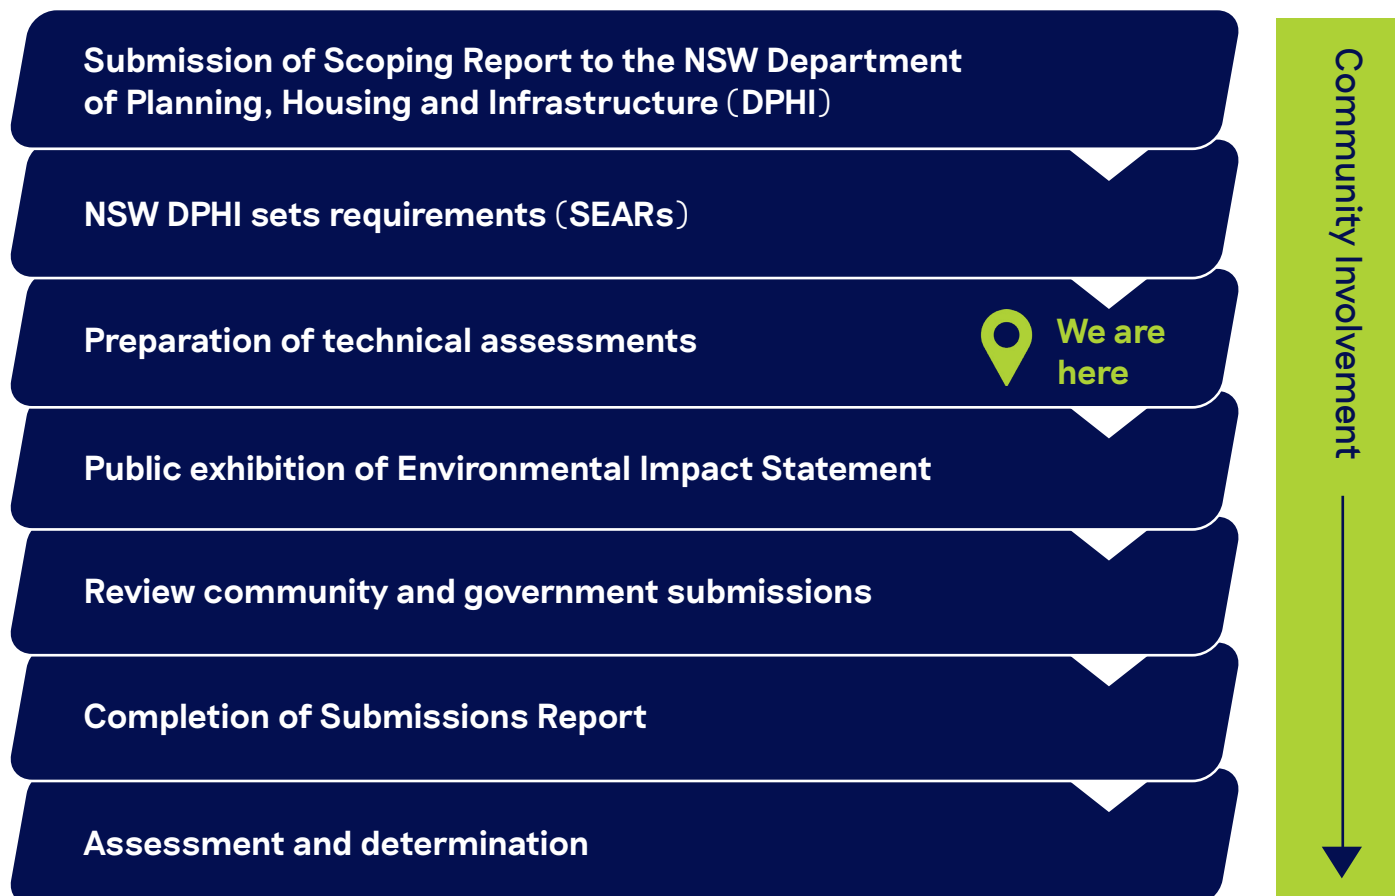 Submission of Scoping Report to the NSW Department
of Planning, Housing and Infrastructure (DPHI)
NSW DPHI sets requirements (SEARs)
Preparation of technical assessments
We are
here
Public exhibition of Environmental Impact Statement
Review community and government submissions
Completion of Submissions Report
Assessment and determination
Community Involvement